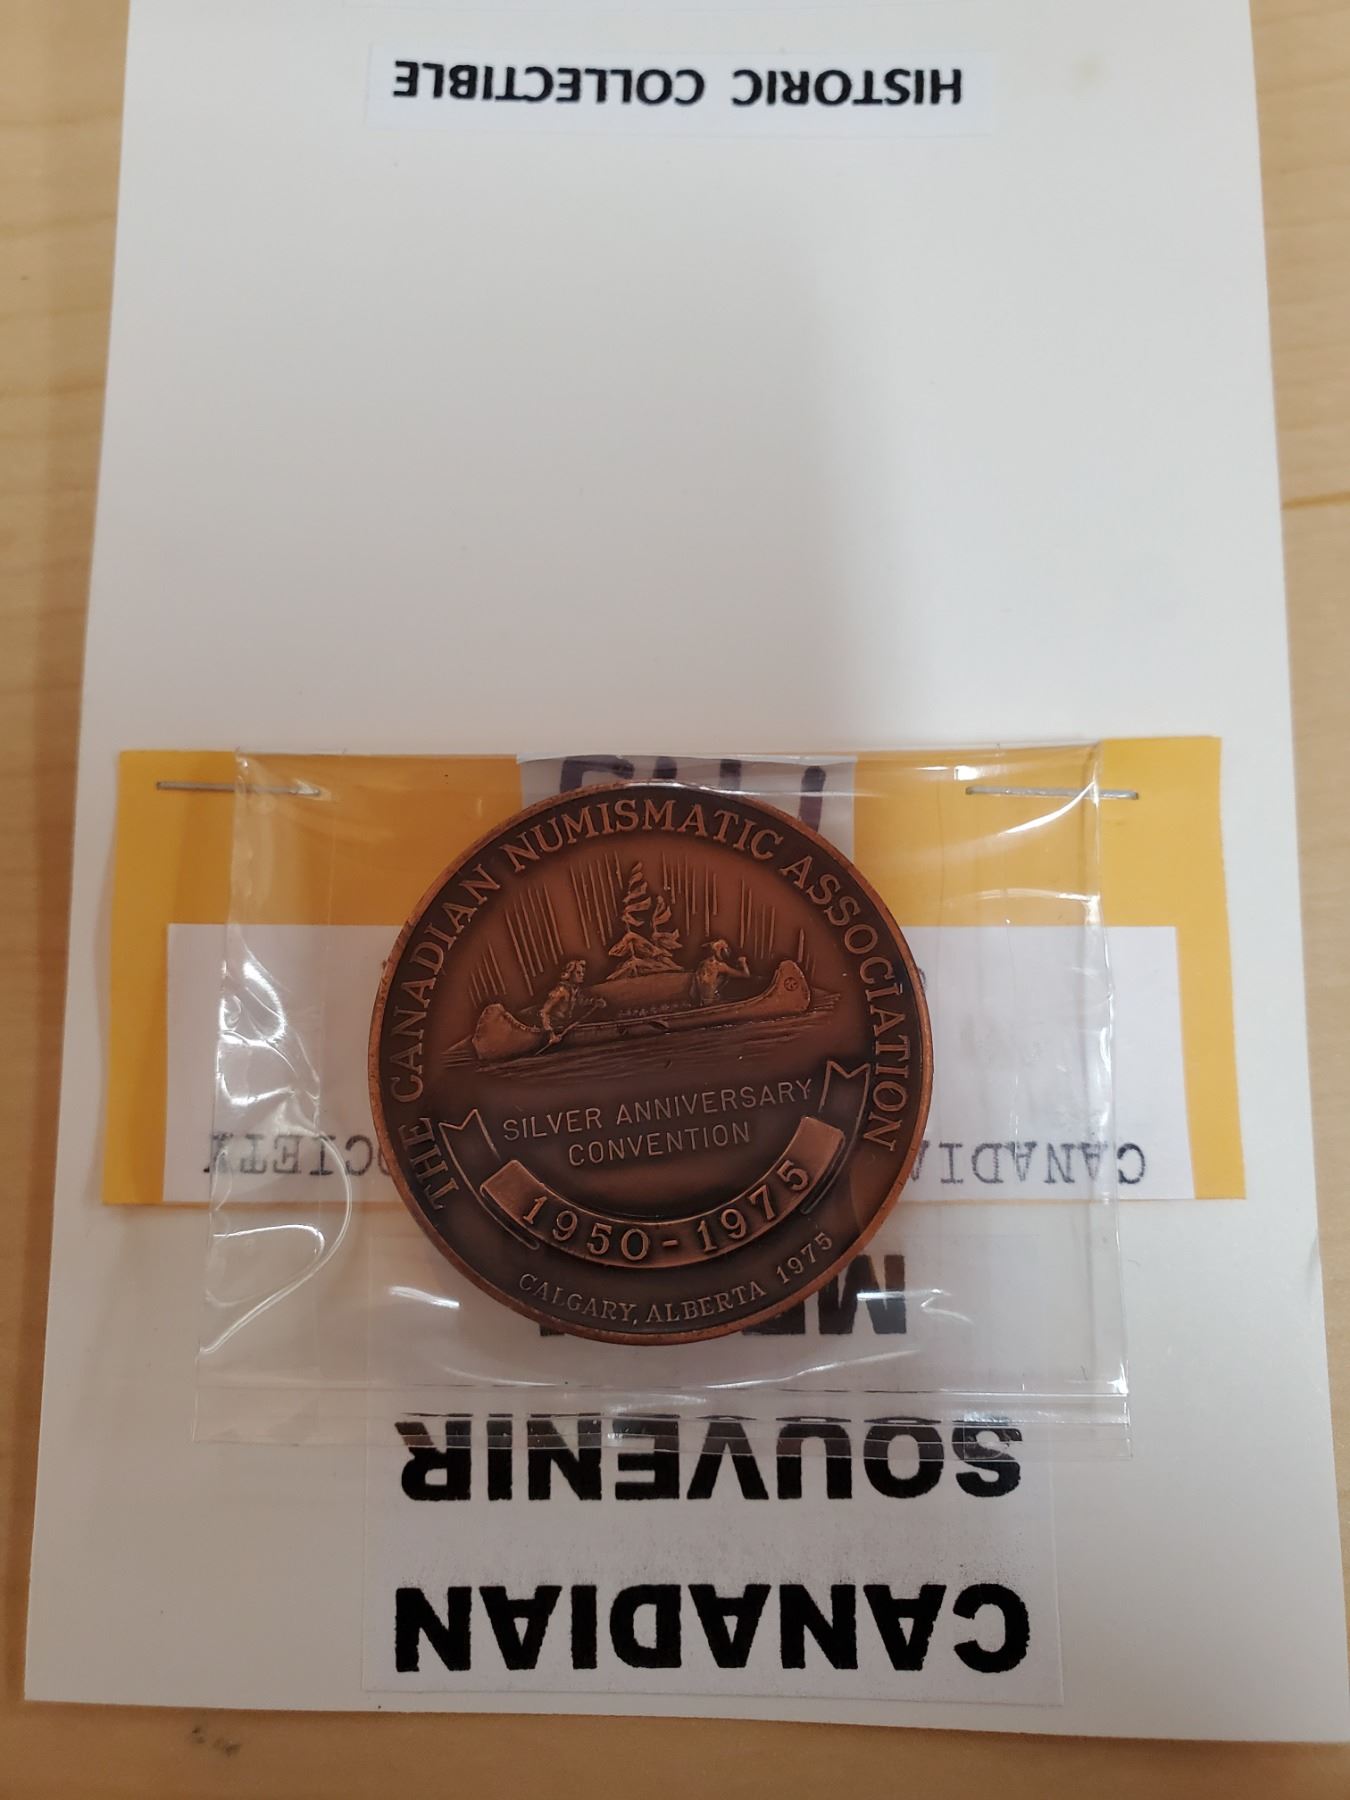 HISTORIC COLLECTIBLE
THE CANADIAN NUMISMATIC ASSOCIATION
SILVER ANNIVERSARY
CONVENTION
1950-1975
CALGARY, ALBERTA 1975
CANADIAN
SOUVENIR